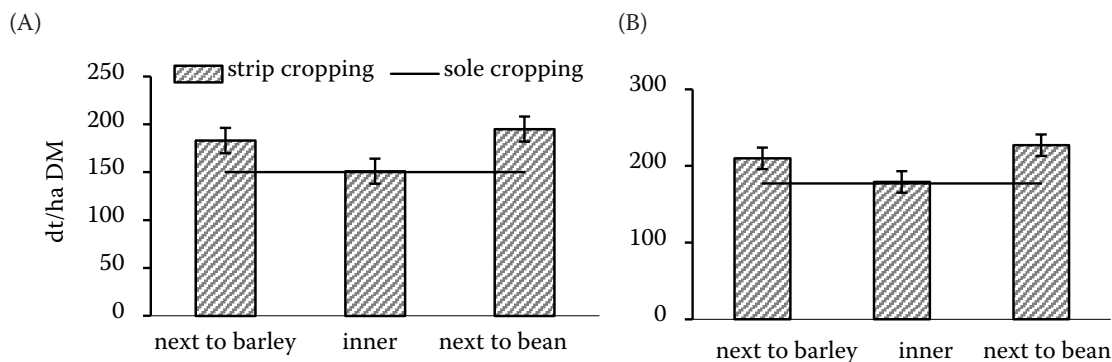 (A)
(B)
strip cropping sole cropping
dt/ha DM
250
200
150
100
50
0
next to barley inner next to bean
300
200
100
0
next to barley inner next to bean